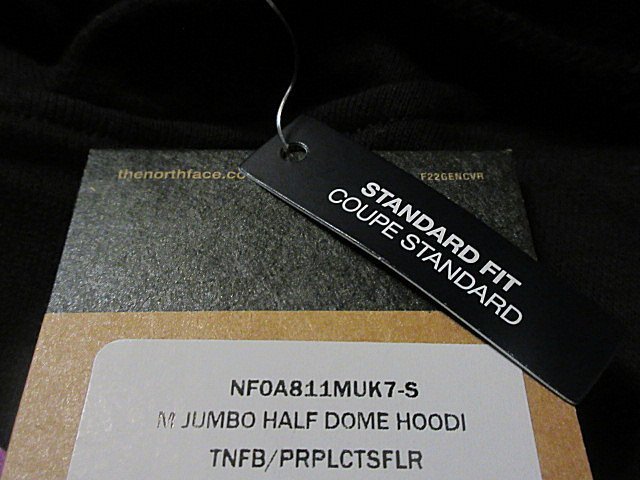 thenorthface.co
F22GENCVR
STANDARD FIT
COUPE STANDARD
NF0A811MUK7-S
M JUMBO HALF DOME HOODI
TNFB/PRPLCTSFLR